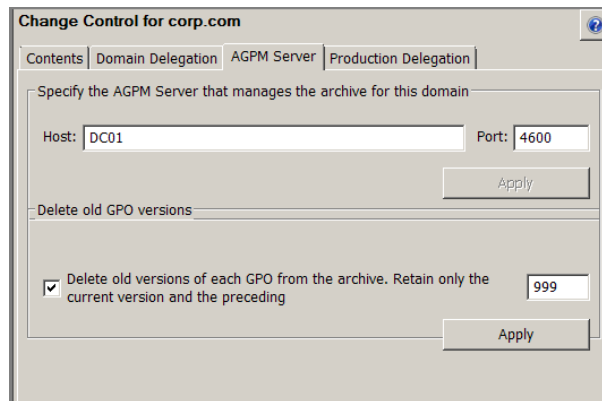 Change Control for corp.com
?
Contents Domain Delegation AGPM Server Production Delegation
Specify the AGPM Server that manages the archive for this domain
Host: DC01 Port: 4600
Apply
Delete old GPO versions
Delete old versions of each GPO from the archive. Retain only the
current version and the preceding
999
Apply